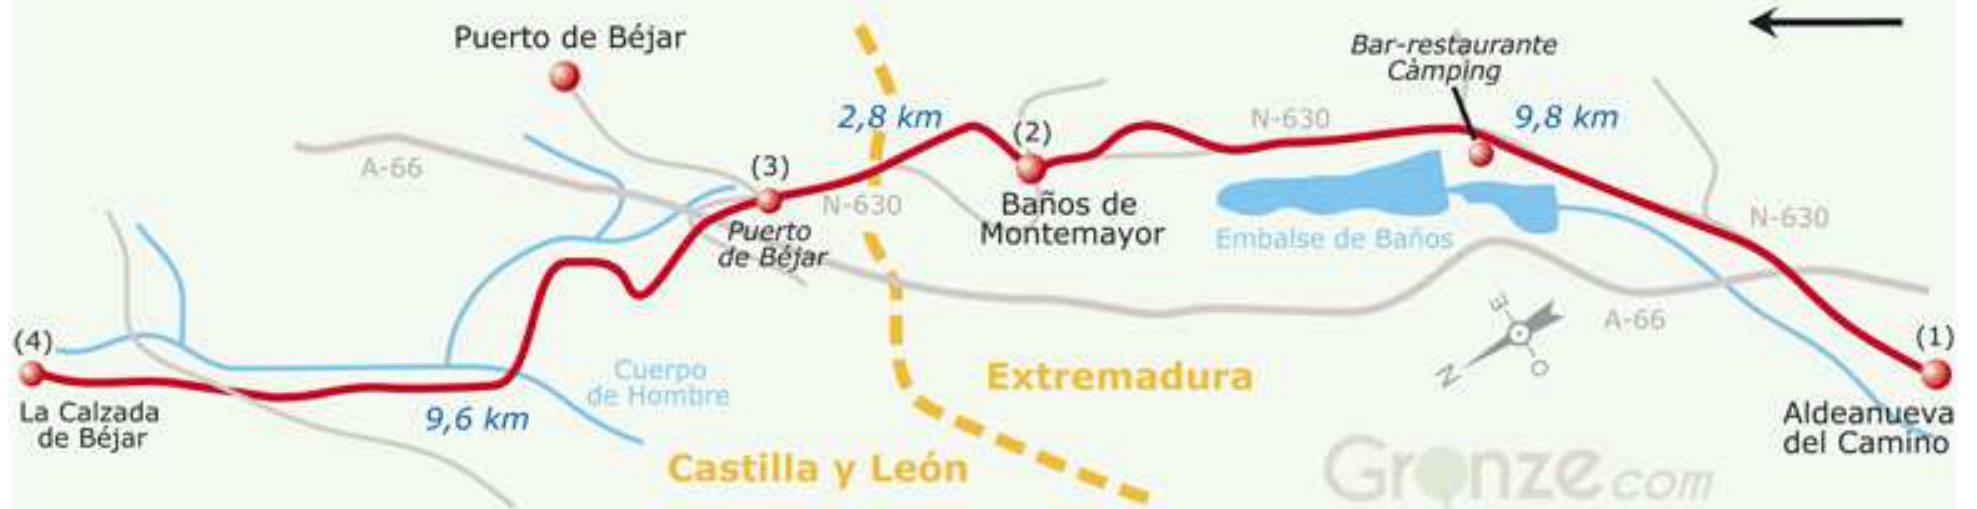 Puerto de Béjar
Bar-restaurante
Càmping
2,8 km
N-630
9,8 km
(2)
A-66
(3)
N-630
Baños de
Montemayor
N-630
Puerto
de Béjar
Embalse de Baños
E
N
O
A-66
(4)
(1)
Cuerpo
de Hombre
Extremadura
La Calzada
de Béjar
9,6 km
Aldeanueva
del Camino
Castilla y León
Gronze.com